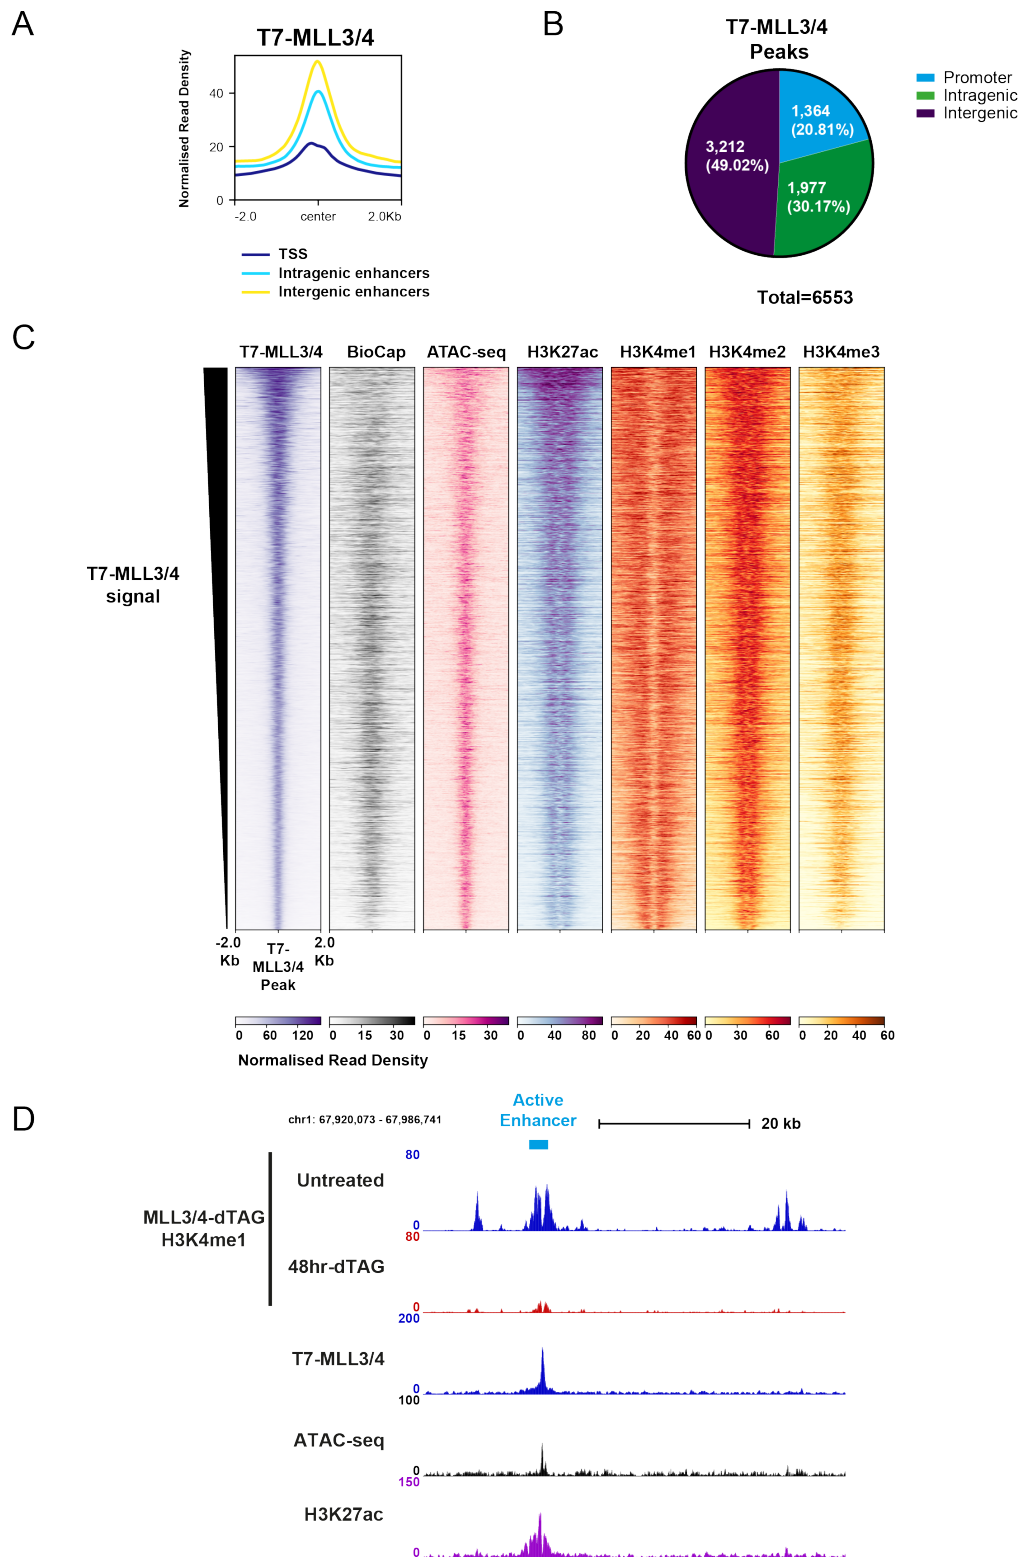 A
T7-MLL3/4
Normalised Read Density
40
20
0
-2.0
center
2.0Kb
TSS
Intragenic enhancers
Intergenic enhancers
B
T7-MLL3/4
Peaks
1,364
(20.81%)
3,212
(49.02%)
1,977
(30.17%)
Promoter
Intragenic
Intergenic
Total=6553
C
T7-MLL3/4 BioCap ATAC-seq H3K27ac H3K4me1 H3K4me2 H3K4me3
T7-MLL3/4
signal
-2.0
Kb
T7-
MLL3/4
Peak
2.0
Kb
0 60 120 0 15 30 0 15 30 0 40 80 0 20 40 60 0 30 60 0 20 40 60
Normalised Read Density
D
chr1: 67,920,073 - 67,986,741
Active
Enhancer
20 kb
MLL3/4-dTAG
H3K4me1
80
Untreated
0
80
48hr-dTAG
0
200
T7-MLL3/4
0
100
ATAC-seq
0
150
H3K27ac
0